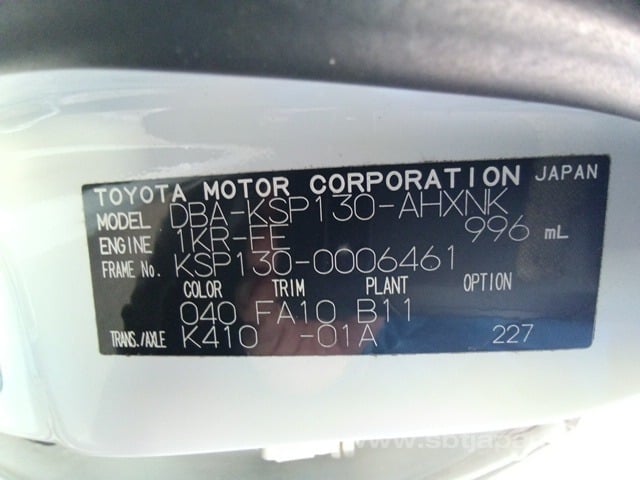 TOYOTA MOTOR CORPORATION JAPAN
MODEL DBA-KSP130-AHXNK
ENGINE 1KR-FE 996 mL
FRAME No. KSP130-0006461
COLOR TRIM PLANT OPTION
040 FA10 B11
TRANS./AXLE K410 -01A 227